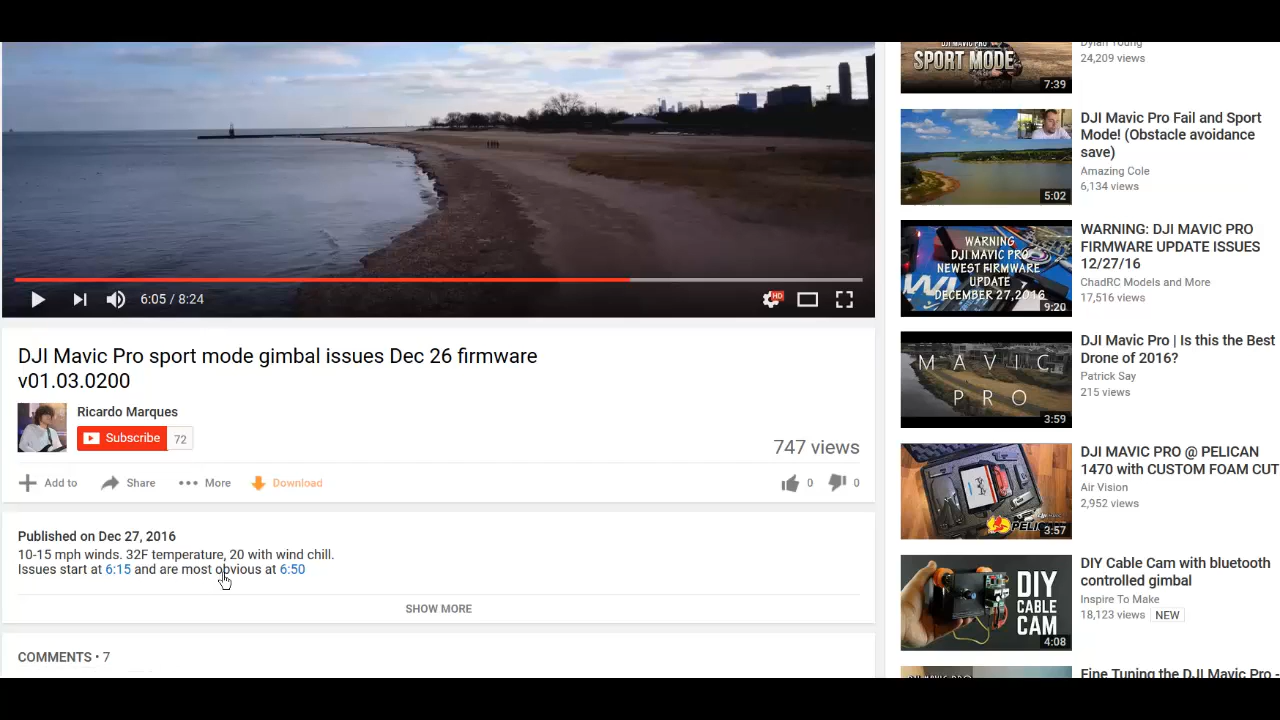 6:05 / 8:24
HD
DJI Mavic Pro sport mode gimbal issues Dec 26 firmware
v01.03.0200
Ricardo Marques
Subscribe 72
747 views
Add to Share More Download 0 0
Published on Dec 27, 2016
10-15 mph winds. 32F temperature, 20 with wind chill.
Issues start at 6:15 and are most obvious at 6:50
SHOW MORE
COMMENTS • 7
Dylan Young
24,209 views
SPORT MODE
7:39
DJI Mavic Pro Fail and Sport
Mode! (Obstacle avoidance
save)
Amazing Cole
6,134 views
5:02
WARNING: DJI MAVIC PRO
FIRMWARE UPDATE ISSUES
12/27/16
ChadRC Models and More
17,516 views
WARNING
DJI MAVIC PRO
NEWEST FIRMWARE
UPDATE
DECEMBER 27,2016
9:20
DJI Mavic Pro | Is this the Best
Drone of 2016?
Patrick Say
215 views
MAVIC
PRO
3:59
DJI MAVIC PRO @ PELICAN
1470 with CUSTOM FOAM CUT
Air Vision
2,952 views
3:57
DIY Cable Cam with bluetooth
controlled gimbal
Inspire To Make
18,123 views NEW
DIY
CABLE
CAM
4:08
Fine Tuning the DJI Mavic Pro -